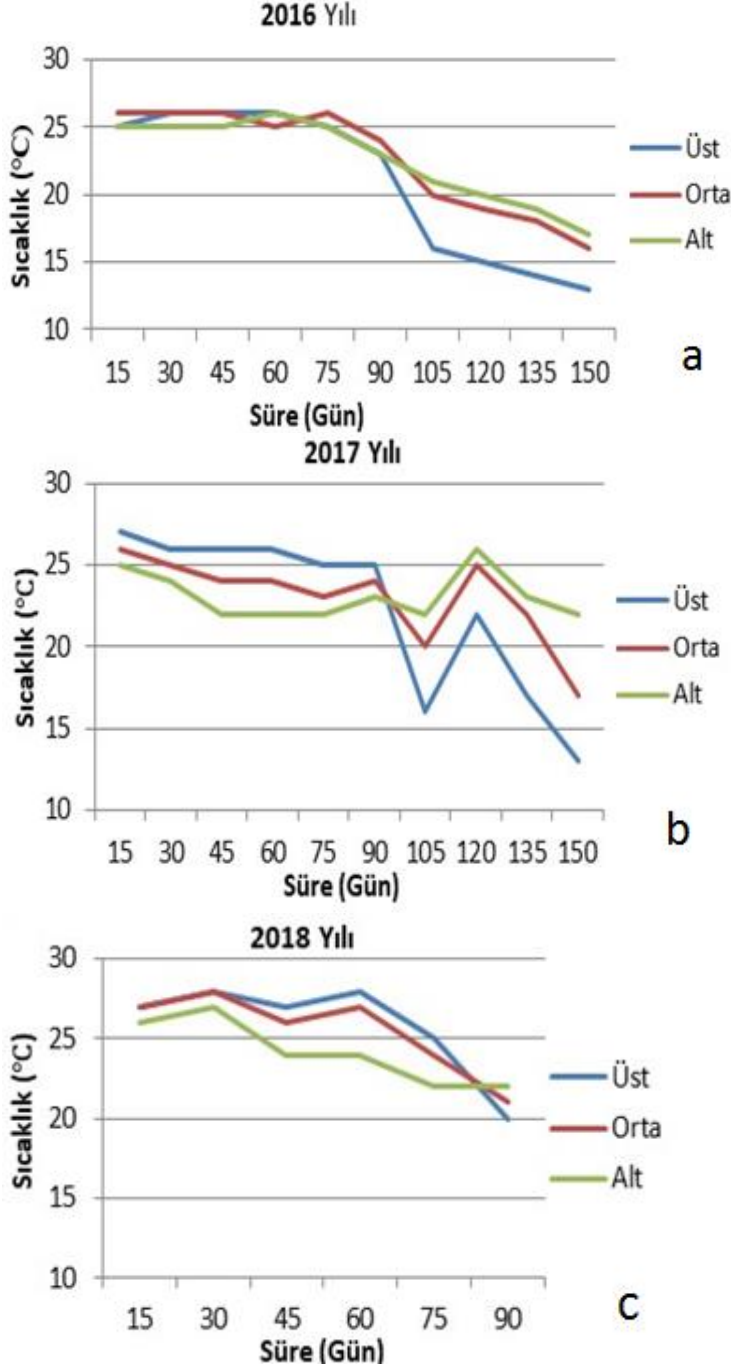 2016 Yılı
30
25
20
15
10
Sıcaklık (°C)
15 30 45 60 75 90 105 120 135 150
Süre (Gün)
Üst
Orta
Alt
a
2017 Yılı
30
25
20
15
10
Sıcaklık (°C)
15 30 45 60 75 90 105 120 135 150
Süre (Gün)
Üst
Orta
Alt
b
2018 Yılı
30
25
20
15
10
Sıcaklık (°C)
15 30 45 60 75 90
Süre (Gün)
Üst
Orta
Alt
c